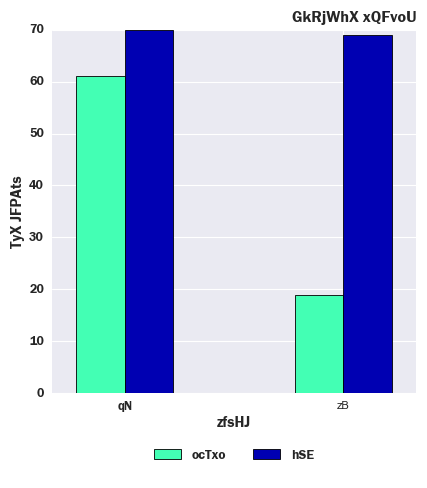 GkRjWhX xQFvoU
70
60
50
40
30
20
10
0
TyX JFPAts
qN
zB
zfsHJ
ocTxo
hSE